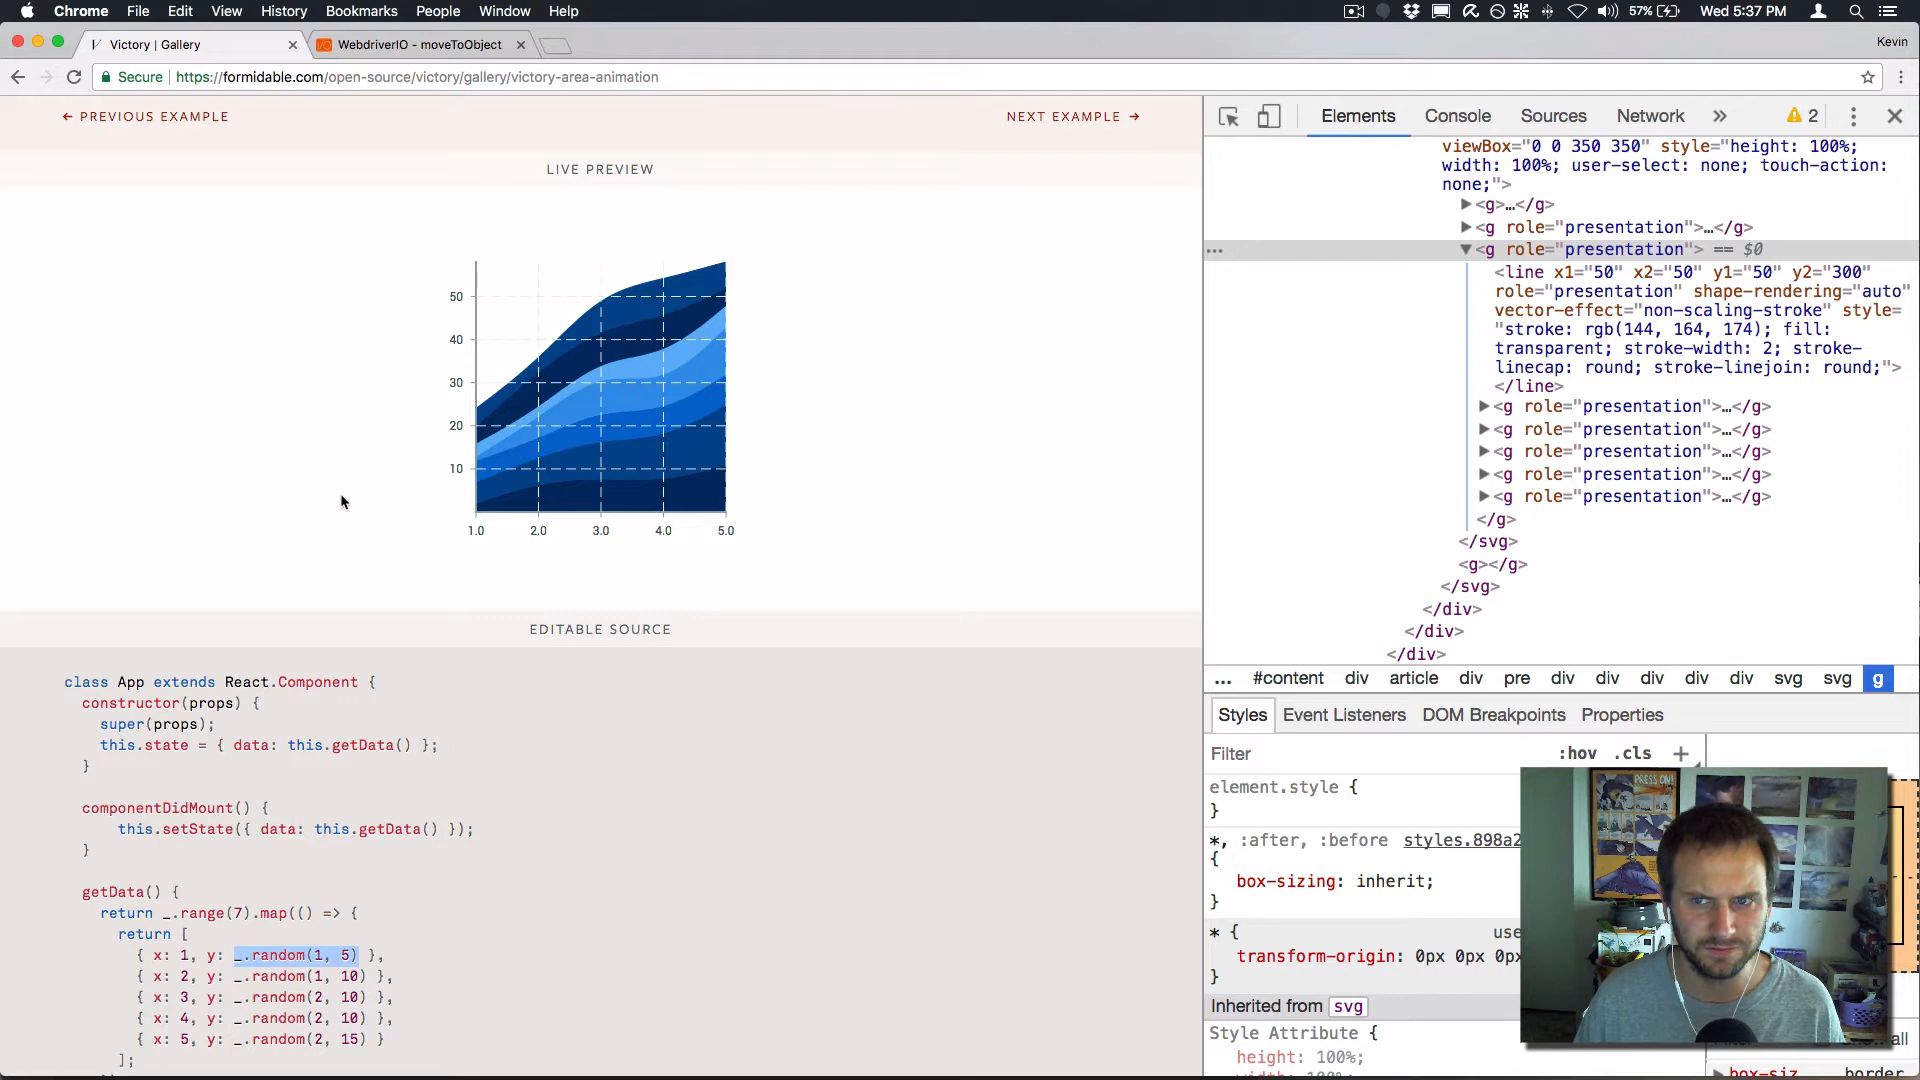 Chrome File Edit View History Bookmarks People Window Help 57% Wed 5:37 PM
Victory | Gallery WebdriverIO - moveToObject Kevin
Secure https://formidable.com/open-source/victory/gallery/victory-area-animation
← PREVIOUS EXAMPLE NEXT EXAMPLE →
LIVE PREVIEW
50
40
30
20
10
1.0 2.0 3.0 4.0 5.0
EDITABLE SOURCE
class App extends React.Component {
constructor(props) {
super(props);
this.state = { data: this.getData() };
}
componentDidMount() {
this.setState({ data: this.getData() });
}
getData() {
return _.range(7).map(() => {
return [
{ x: 1, y: _.random(1, 5) },
{ x: 2, y: _.random(1, 10) },
{ x: 3, y: _.random(2, 10) },
{ x: 4, y: _.random(2, 10) },
{ x: 5, y: _.random(2, 15) }
];
Elements Console Sources Network » 2
viewBox="0 0 350 350" style="height: 100%;
width: 100%; user-select: none; touch-action:
none;">
▶<g>…</g>
▶<g role="presentation">…</g>
… ▼<g role="presentation"> == $0
<line x1="50" x2="50" y1="50" y2="300"
role="presentation" shape-rendering="auto"
vector-effect="non-scaling-stroke" style=
"stroke: rgb(144, 164, 174); fill:
transparent; stroke-width: 2; stroke-
linecap: round; stroke-linejoin: round;">
</line>
▶<g role="presentation">…</g>
▶<g role="presentation">…</g>
▶<g role="presentation">…</g>
▶<g role="presentation">…</g>
▶<g role="presentation">…</g>
</g>
</svg>
<g></g>
</svg>
</div>
</div>
</div>
… #content div article div pre div div div div div svg svg g
Styles Event Listeners DOM Breakpoints Properties
Filter :hov .cls +
element.style {
}
*, :after, :before styles.898a2
{
box-sizing: inherit;
}
* { use
transform-origin: 0px 0px 0px
}
Inherited from svg
Style Attribute {
height: 100%;
PRESS ON!
all
▶ box-siz border